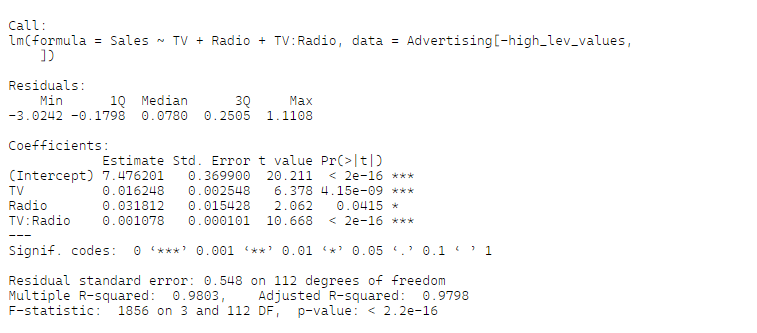 Call:
lm(formula = Sales ~ TV + Radio + TV:Radio, data = Advertising[-high_lev_values,
    ])
Residuals:
    Min      1Q  Median      3Q     Max
-3.0242 -0.1798  0.0780  0.2505  1.1108
Coefficients:
            Estimate Std. Error t value Pr(>|t|)
(Intercept) 7.476201   0.369900  20.211  < 2e-16 ***
TV          0.016248   0.002548   6.378 4.15e-09 ***
Radio       0.031812   0.015428   2.062   0.0415 *
TV:Radio    0.001078   0.000101  10.668  < 2e-16 ***
---
Signif. codes:  0 ‘***’ 0.001 ‘**’ 0.01 ‘*’ 0.05 ‘.’ 0.1 ‘ ’ 1
Residual standard error: 0.548 on 112 degrees of freedom
Multiple R-squared:  0.9803,	Adjusted R-squared:  0.9798
F-statistic:  1856 on 3 and 112 DF,  p-value: < 2.2e-16